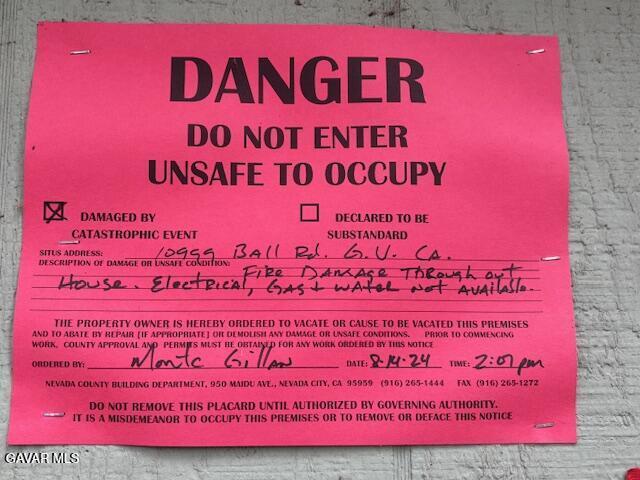 DANGER
DO NOT ENTER
UNSAFE TO OCCUPY
DAMAGED BY
CATASTROPHIC EVENT
DECLARED TO BE
SUBSTANDARD
SITUS ADDRESS: 10999 Ball Rd. G.V. CA.
DESCRIPTION OF DAMAGE OR UNSAFE CONDITION: Fire Damage Through out
House. Electrical, Gas + water not available.
THE PROPERTY OWNER IS HEREBY ORDERED TO VACATE OR CAUSE TO BE VACATED THIS PREMISES
AND TO ABATE BY REPAIR [IF APPROPRIATE] OR DEMOLISH ANY DAMAGE OR UNSAFE CONDITIONS. PRIOR TO COMMENCING
WORK, COUNTY APPROVAL AND PERMITS MUST BE OBTAINED FOR ANY WORK ORDERED BY THIS NOTICE
ORDERED BY: Monte Gillan DATE: 8-14-24 TIME: 2:07 pm
NEVADA COUNTY BUILDING DEPARTMENT, 950 MAIDU AVE., NEVADA CITY, CA 95959 (916) 265-1444 FAX (916) 265-1272
DO NOT REMOVE THIS PLACARD UNTIL AUTHORIZED BY GOVERNING AUTHORITY.
IT IS A MISDEMEANOR TO OCCUPY THIS PREMISES OR TO REMOVE OR DEFACE THIS NOTICE
GAVAR MLS